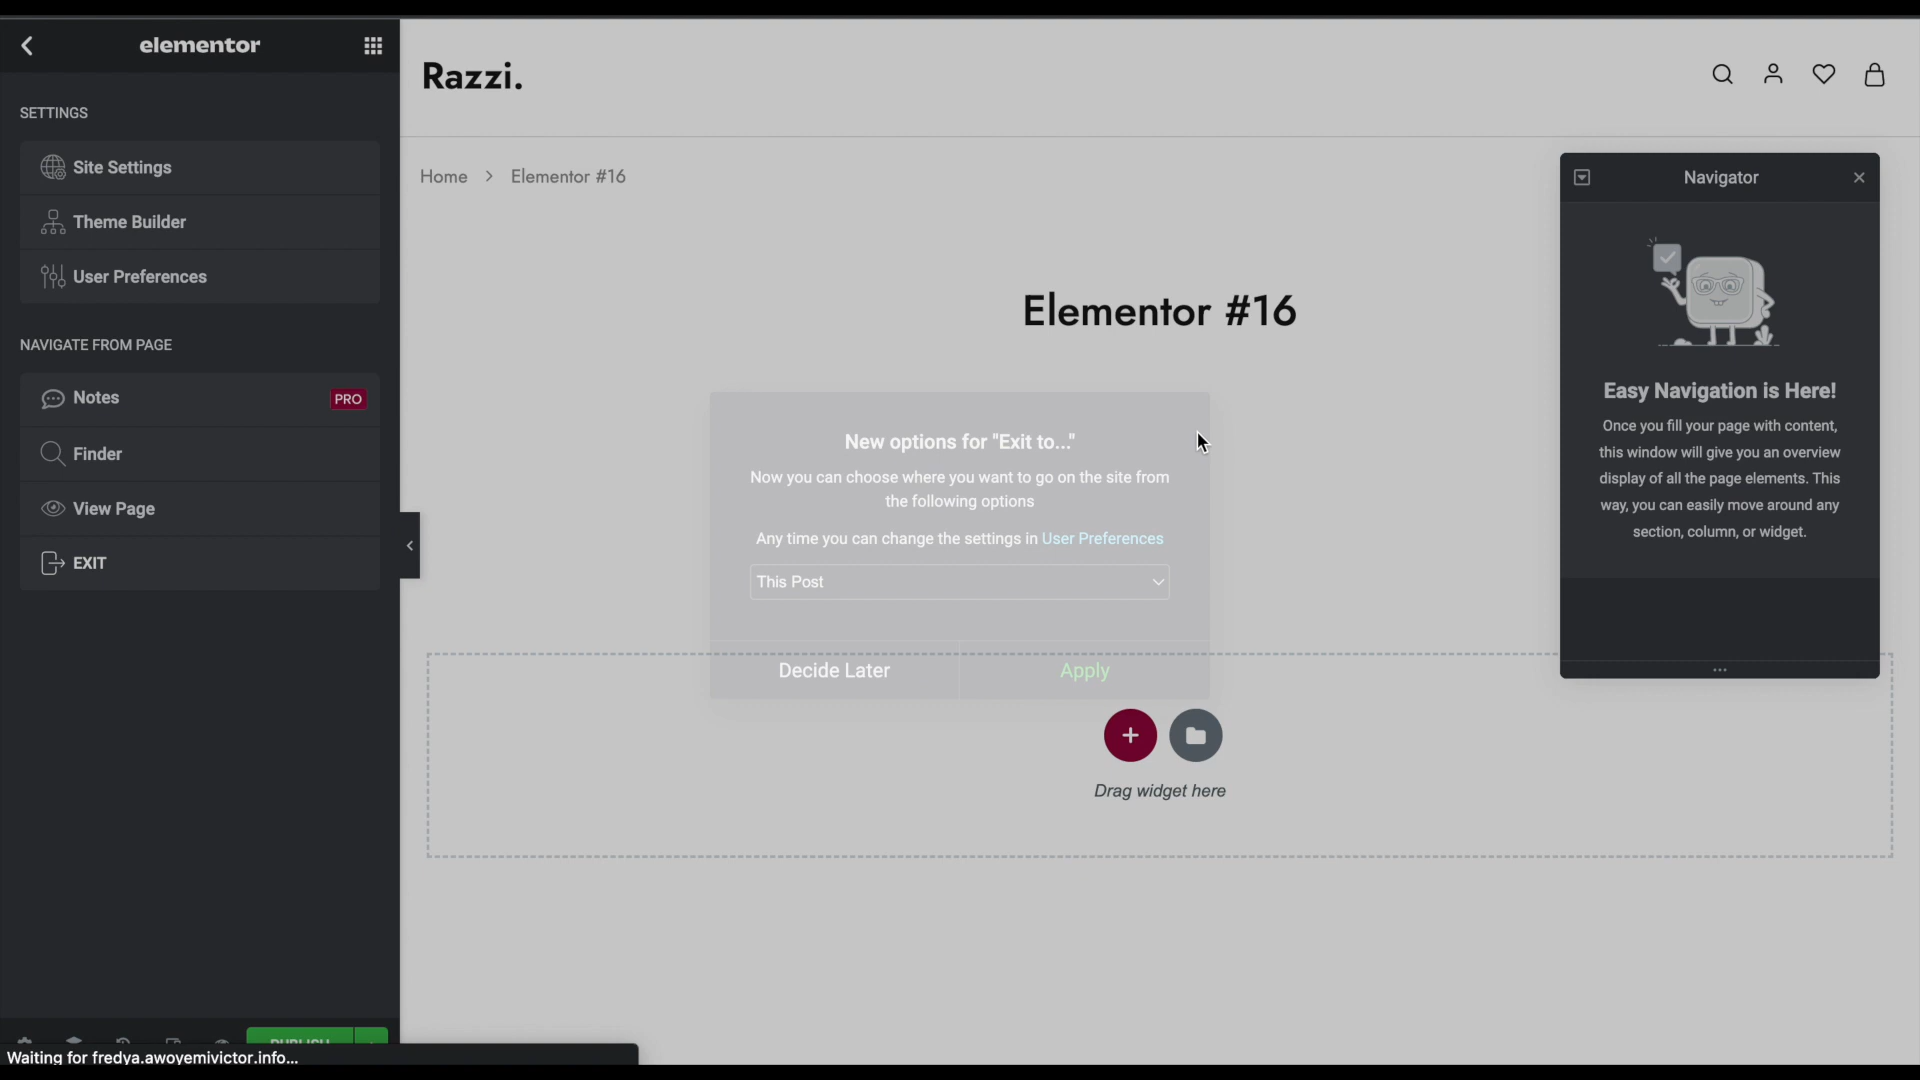 elementor
SETTINGS
Site Settings
Theme Builder
User Preferences
NAVIGATE FROM PAGE
Notes
PRO
Finder
View Page
EXIT
PUBLISH
Waiting for fredya.awoyemivictor.info...
Razzi.
Home > Elementor #16
Elementor #16
New options for "Exit to..."
Now you can choose where you want to go on the site from
the following options
Any time you can change the settings in User Preferences
This Post
Decide Later
Apply
Drag widget here
Navigator
Easy Navigation is Here!
Once you fill your page with content,
this window will give you an overview
display of all the page elements. This
way, you can easily move around any
section, column, or widget.